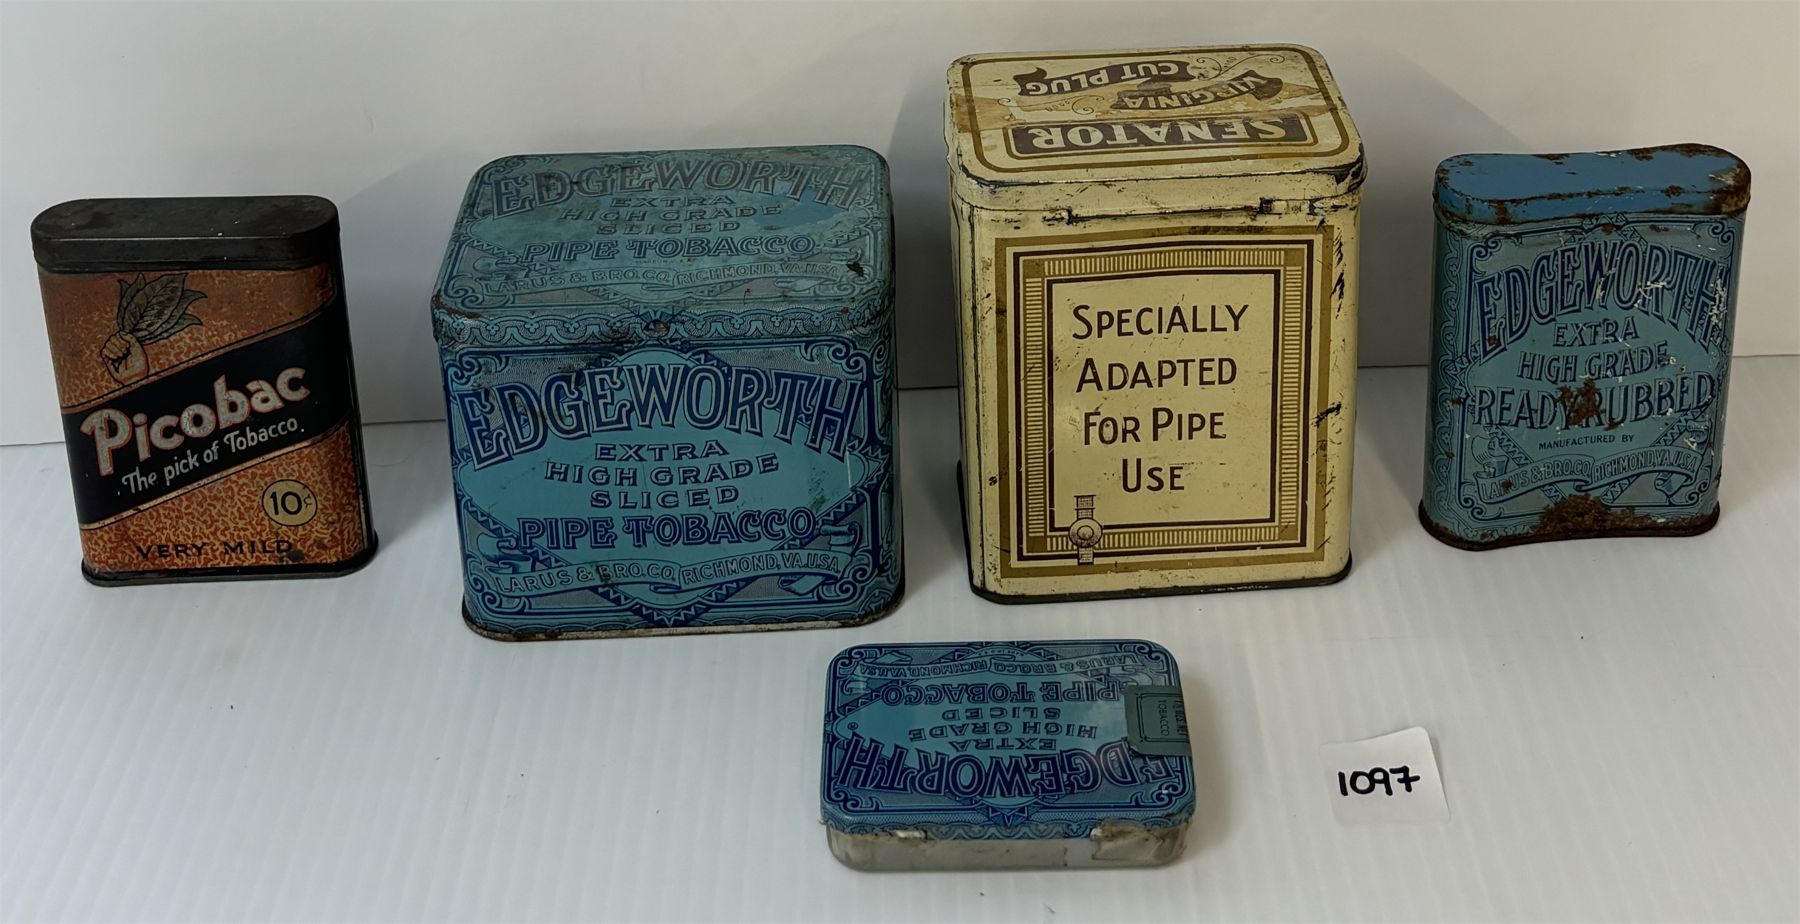 Picobac
The pick of Tobacco.
10¢
VERY MILD
EDGEWORTH
EXTRA
HIGH GRADE
SLICED
PIPE TOBACCO
LARUS & BRO. CO. RICHMOND, VA. U.S.A.
EDGEWORTH
EXTRA
HIGH GRADE
SLICED
PIPE TOBACCO
LARUS & BRO. CO. RICHMOND, VA. U.S.A.
SENATOR
VIRGINIA
CUT PLUG
SPECIALLY
ADAPTED
FOR PIPE
USE
EDGEWORTH
EXTRA
HIGH GRADE
READY RUBBED
MANUFACTURED BY
LARUS & BRO. CO. RICHMOND, VA. U.S.A.
EDGEWORTH
EXTRA
HIGH GRADE
SLICED
PIPE TOBACCO
LARUS & BRO. CO. RICHMOND, VA. U.S.A.
TOBACCO
1097